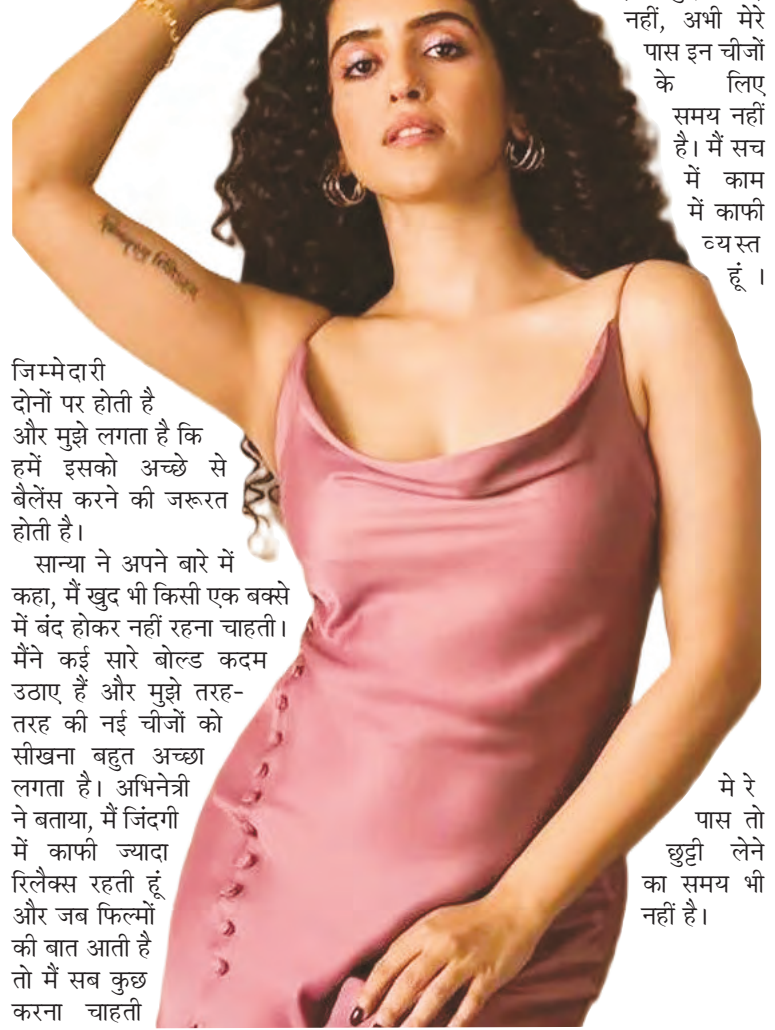 जिम्मेदारी
दोनों पर होती है
और मुझे लगता है कि
हमें इसको अच्छे से
बैलेंस करने की जरूरत
होती है।
सान्या ने अपने बारे में
कहा, मैं खुद भी किसी एक बक्से
में बंद होकर नहीं रहना चाहती।
मैंने कई सारे बोल्ड कदम
उठाए हैं और मुझे तरह-
तरह की नई चीजों को
सीखना बहुत अच्छा
लगता है। अभिनेत्री
ने बताया, मैं जिंदगी
में काफी ज्यादा
रिलैक्स रहती हूं
और जब फिल्मों
की बात आती है
तो मैं सब कुछ
करना चाहती
नहीं, अभी मेरे
पास इन चीजों
के लिए
समय नहीं
है। मैं सच
में काम
में काफी
व्यस्त
हूं ।
मेरे
पास तो
छुट्टी लेने
का समय भी
नहीं है।